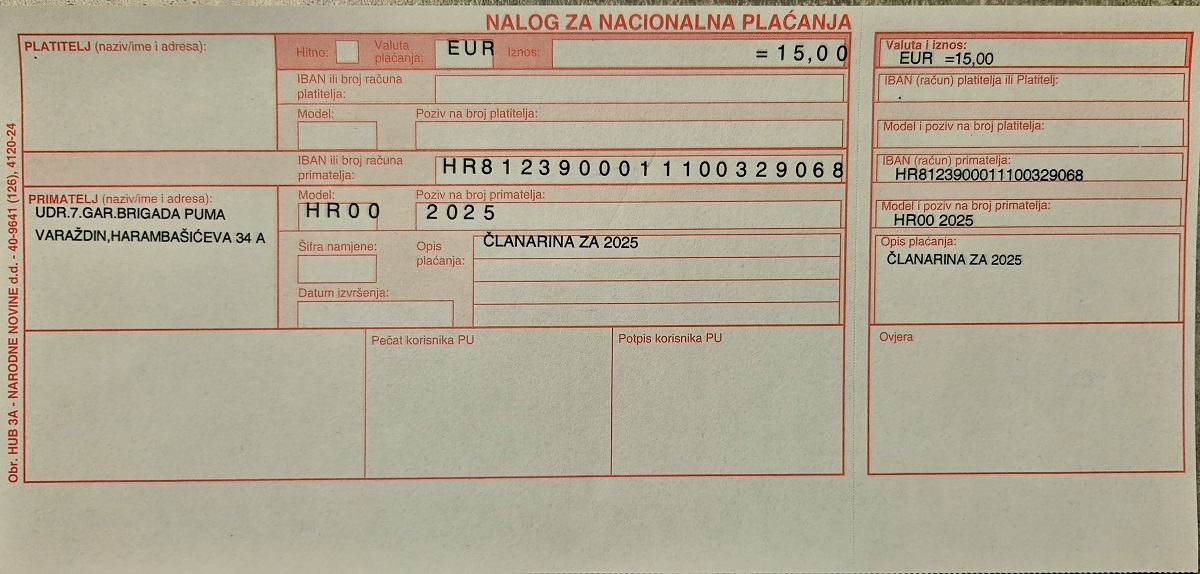 NALOG ZA NACIONALNA PLAĆANJA
PLATITELJ (naziv/ime i adresa):
Hitno:
Valuta plaćanja:
EUR
Iznos:
=15,00
IBAN ili broj računa platitelja:
Model:
Poziv na broj platitelja:
IBAN ili broj računa primatelja:
HR8123900011100329068
PRIMATELJ (naziv/ime i adresa):
UDR.7.GAR.BRIGADA PUMA
VARAŽDIN,HARAMBAŠIĆEVA 34 A
Model:
HR00
Poziv na broj primatelja:
2025
Šifra namjene:
Opis plaćanja:
ČLANARINA ZA 2025
Datum izvršenja:
Pečat korisnika PU
Potpis korisnika PU
Obr. HUB 3A - NARODNE NOVINE d.d. - 40-9641 (126), 4120-24
Valuta i iznos:
EUR =15,00
IBAN (račun) platitelja ili Platitelj:
Model i poziv na broj platitelja:
IBAN (račun) primatelja:
HR8123900011100329068
Model i poziv na broj primatelja:
HR00 2025
Opis plaćanja:
ČLANARINA ZA 2025
Ovjera